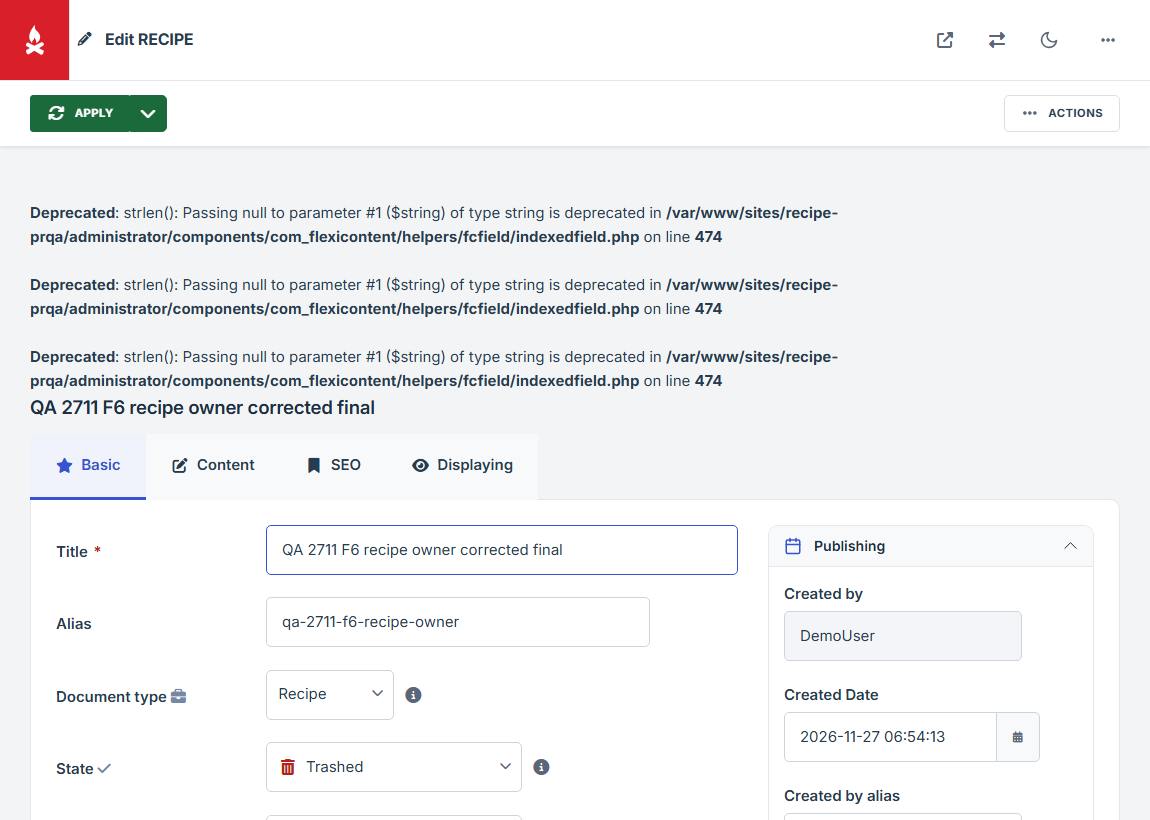 Edit RECIPE
APPLY
ACTIONS
Deprecated: strlen(): Passing null to parameter #1 ($string) of type string is deprecated in /var/www/sites/recipe-
prqa/administrator/components/com_flexicontent/helpers/fcfield/indexedfield.php on line 474
Deprecated: strlen(): Passing null to parameter #1 ($string) of type string is deprecated in /var/www/sites/recipe-
prqa/administrator/components/com_flexicontent/helpers/fcfield/indexedfield.php on line 474
Deprecated: strlen(): Passing null to parameter #1 ($string) of type string is deprecated in /var/www/sites/recipe-
prqa/administrator/components/com_flexicontent/helpers/fcfield/indexedfield.php on line 474
QA 2711 F6 recipe owner corrected final
Basic
Content
SEO
Displaying
Title *
QA 2711 F6 recipe owner corrected final
Alias
qa-2711-f6-recipe-owner
Document type
Recipe
State
Trashed
Publishing
Created by
DemoUser
Created Date
2026-11-27 06:54:13
Created by alias